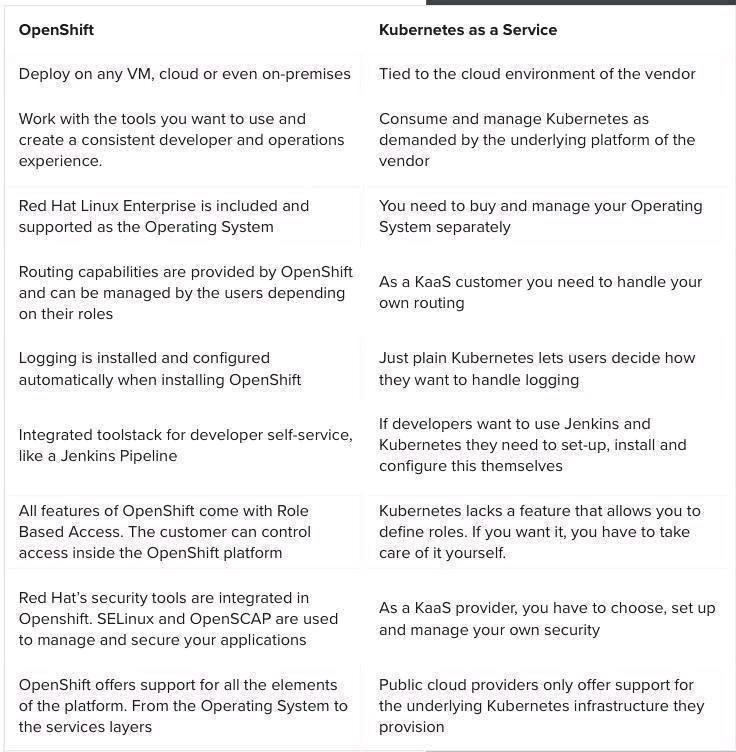 OpenShift
Kubernetes as a Service
Deploy on any VM, cloud or even on-premises
Tied to the cloud environment of the vendor
Work with the tools you want to use and
create a consistent developer and operations
experience.
Consume and manage Kubernetes as
demanded by the underlying platform of the
vendor
Red Hat Linux Enterprise is included and
supported as the Operating System
You need to buy and manage your Operating
System separately
Routing capabilities are provided by OpenShift
and can be managed by the users depending
on their roles
As a KaaS customer you need to handle your
own routing
Logging is installed and configured
automatically when installing OpenShift
Just plain Kubernetes lets users decide how
they want to handle logging
Integrated toolstack for developer self-service,
like a Jenkins Pipeline
If developers want to use Jenkins and
Kubernetes they need to set-up, install and
configure this themselves
All features of OpenShift come with Role
Based Access. The customer can control
access inside the OpenShift platform
Kubernetes lacks a feature that allows you to
define roles. If you want it, you have to take
care of it yourself.
Red Hat's security tools are integrated in
Openshift. SELinux and OpenSCAP are used
to manage and secure your applications
As a KaaS provider, you have to choose, set up
and manage your own security
OpenShift offers support for all the elements
of the platform. From the Operating System to
the services layers
Public cloud providers only offer support for
the underlying Kubernetes infrastructure they
provision